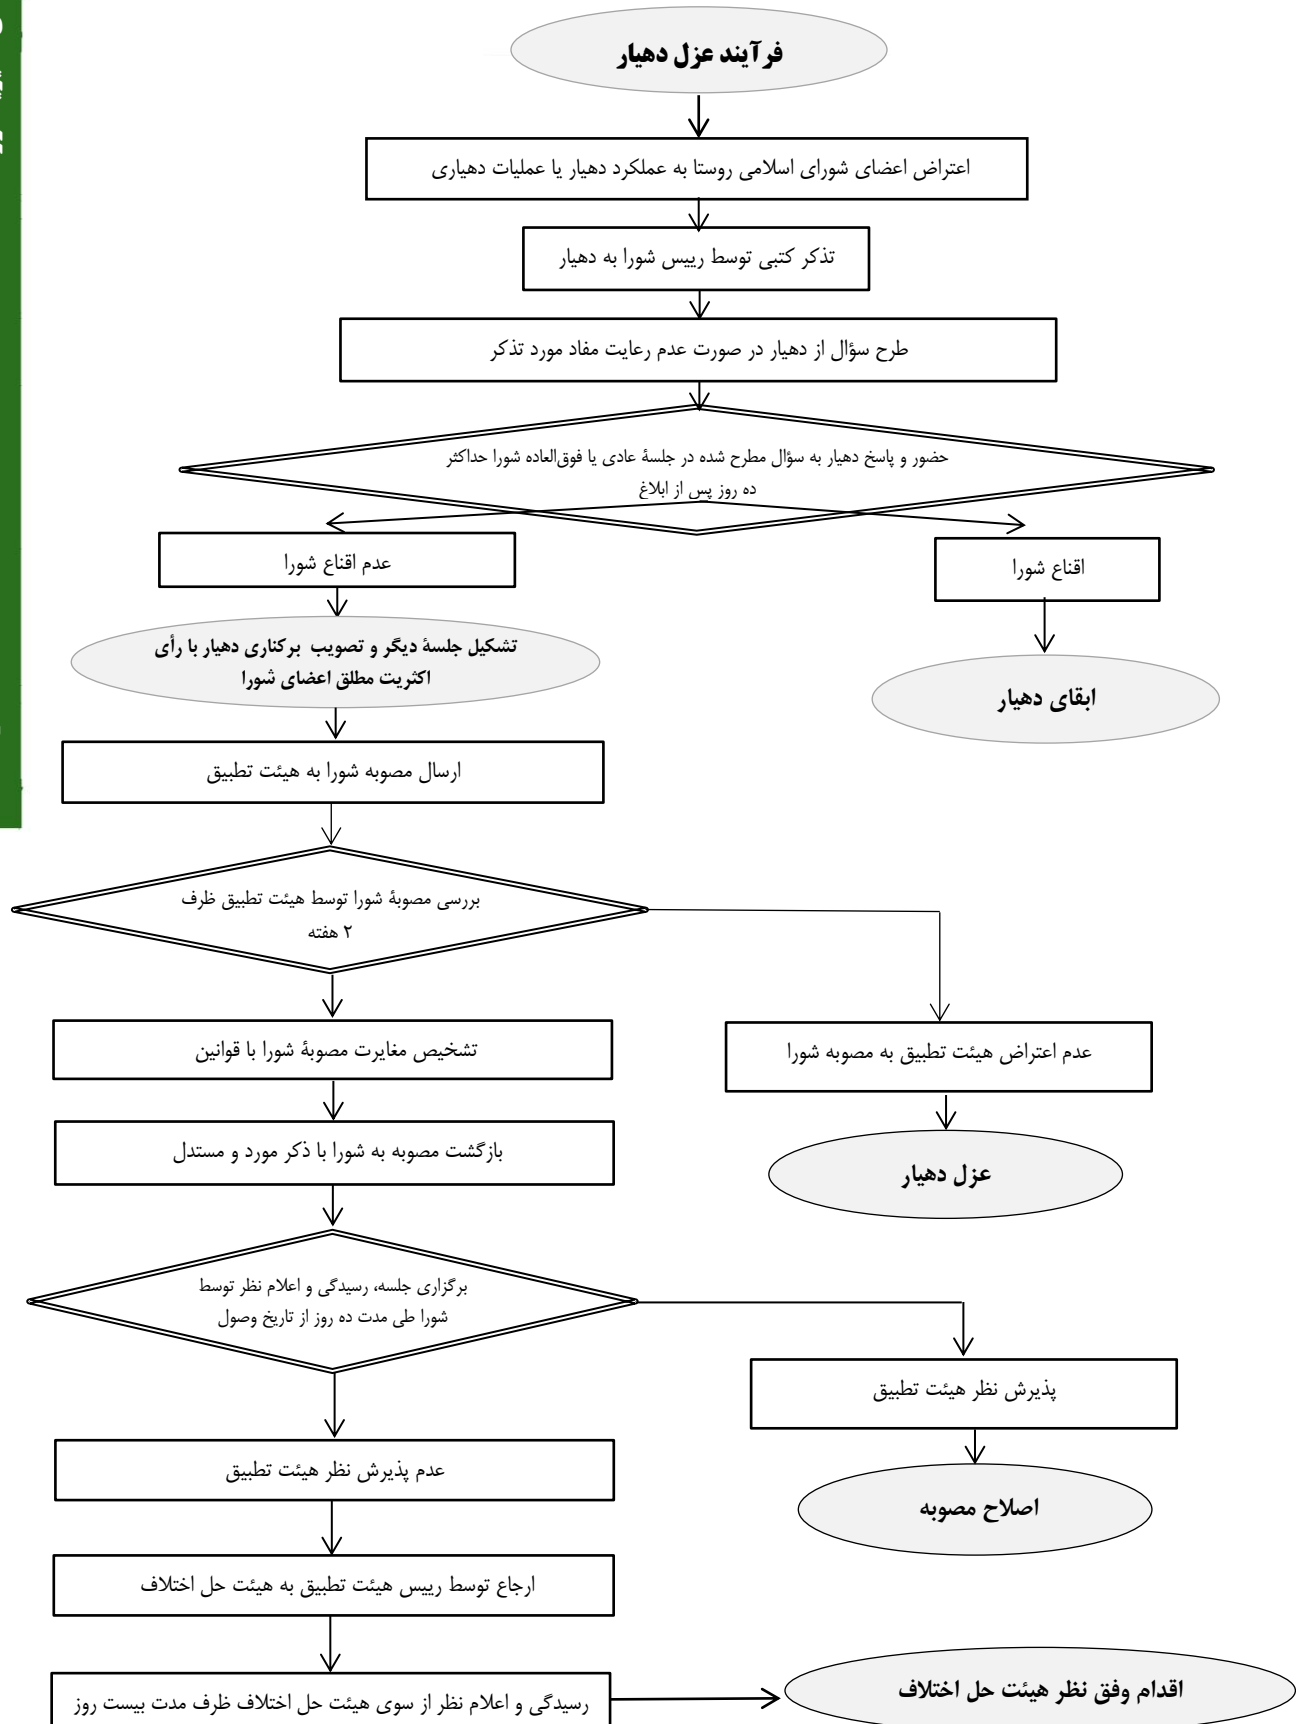 فرآیند عزل دهیار
اعتراض اعضای شورای اسلامی روستا به عملکرد دهیار یا عملیات دهیاری
تذکر کتبی توسط رییس شورا به دهیار
طرح سؤال از دهیار در صورت عدم رعایت مفاد مورد تذکر
حضور و پاسخ دهیار به سؤال مطرح شده در جلسۀ عادی یا فوق‌العاده شورا حداکثر
ده روز پس از ابلاغ
اقناع شورا
عدم اقناع شورا
ابقای دهیار
تشکیل جلسۀ دیگر و تصویب برکناری دهیار با رأی
اکثریت مطلق اعضای شورا
ارسال مصوبه شورا به هیئت تطبیق
بررسی مصوبۀ شورا توسط هیئت تطبیق ظرف
۲ هفته
عدم اعتراض هیئت تطبیق به مصوبه شورا
تشخیص مغایرت مصوبۀ شورا با قوانین
عزل دهیار
بازگشت مصوبه به شورا با ذکر مورد و مستدل
برگزاری جلسه، رسیدگی و اعلام نظر توسط
شورا طی مدت ده روز از تاریخ وصول
پذیرش نظر هیئت تطبیق
عدم پذیرش نظر هیئت تطبیق
اصلاح مصوبه
ارجاع توسط رییس هیئت تطبیق به هیئت حل اختلاف
رسیدگی و اعلام نظر از سوی هیئت حل اختلاف ظرف مدت بیست روز
اقدام وفق نظر هیئت حل اختلاف